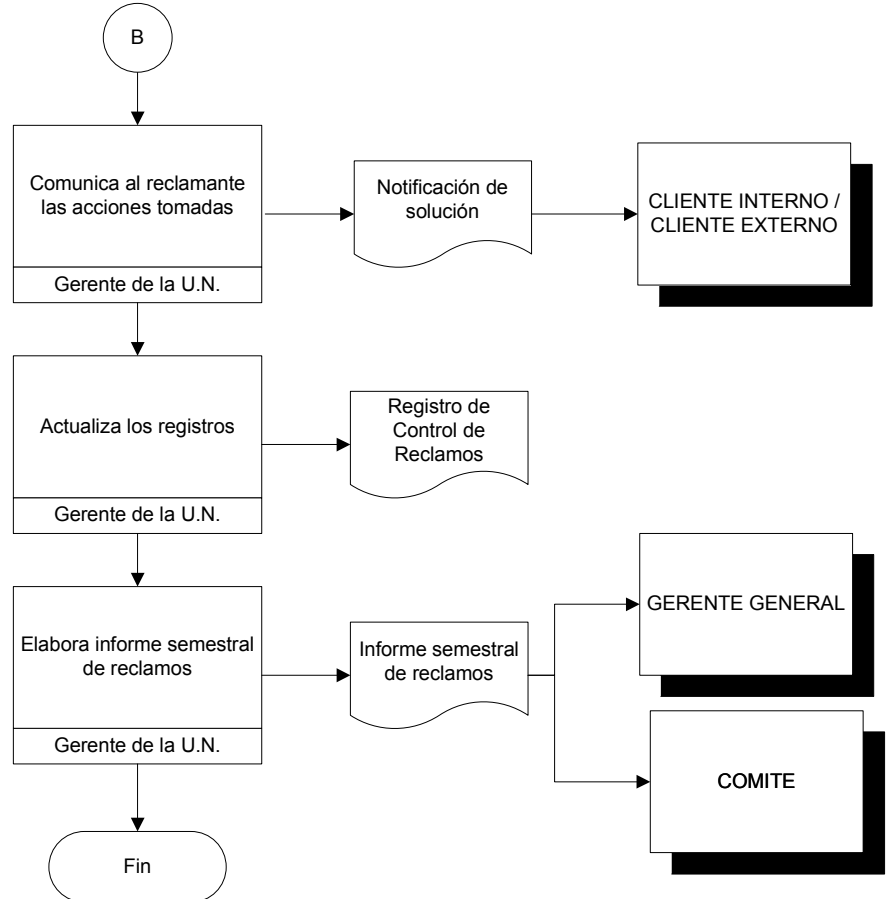 B
Comunica al reclamante
las acciones tomadas
Gerente de la U.N.
Notificación de
solución
CLIENTE INTERNO /
CLIENTE EXTERNO
Actualiza los registros
Gerente de la U.N.
Registro de
Control de
Reclamos
Elabora informe semestral
de reclamos
Gerente de la U.N.
Informe semestral
de reclamos
GERENTE GENERAL
COMITE
Fin